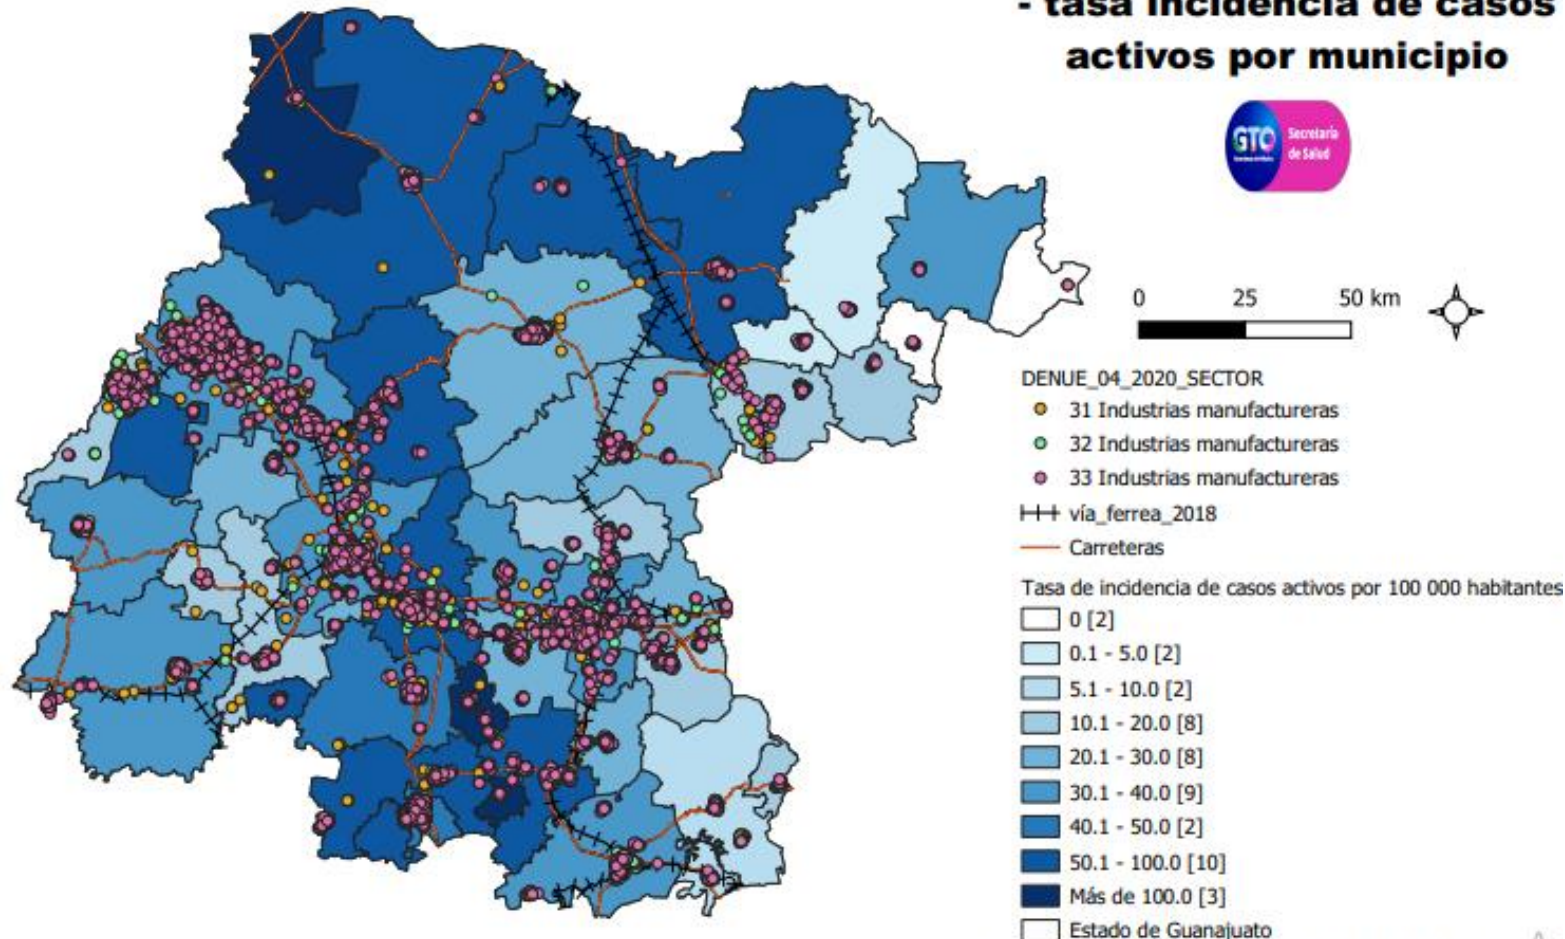 - tasa incidencia de casos
activos por municipio
GTO
Secretaría
de Salud
0 25 50 km
DENUE_04_2020_SECTOR
31 Industrias manufactureras
32 Industrias manufactureras
33 Industrias manufactureras
vía_ferrea_2018
Carreteras
Tasa de incidencia de casos activos por 100 000 habitantes
0 [2]
0.1 - 5.0 [2]
5.1 - 10.0 [2]
10.1 - 20.0 [8]
20.1 - 30.0 [8]
30.1 - 40.0 [9]
40.1 - 50.0 [2]
50.1 - 100.0 [10]
Más de 100.0 [3]
Estado de Guanajuato